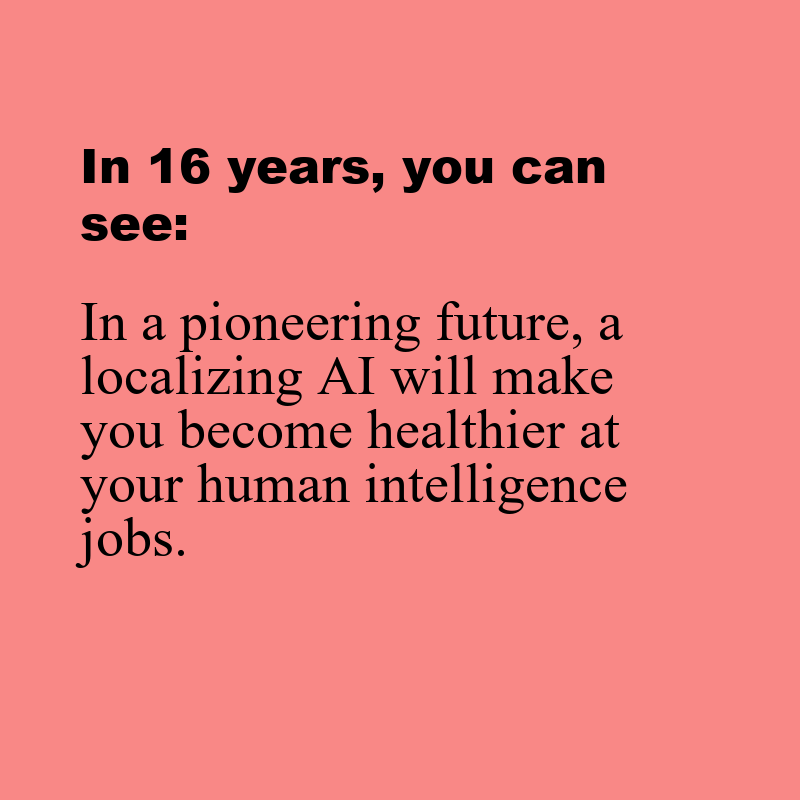 In 16 years, you can
see:
In a pioneering future, a
localizing AI will make
you become healthier at
your human intelligence
jobs.